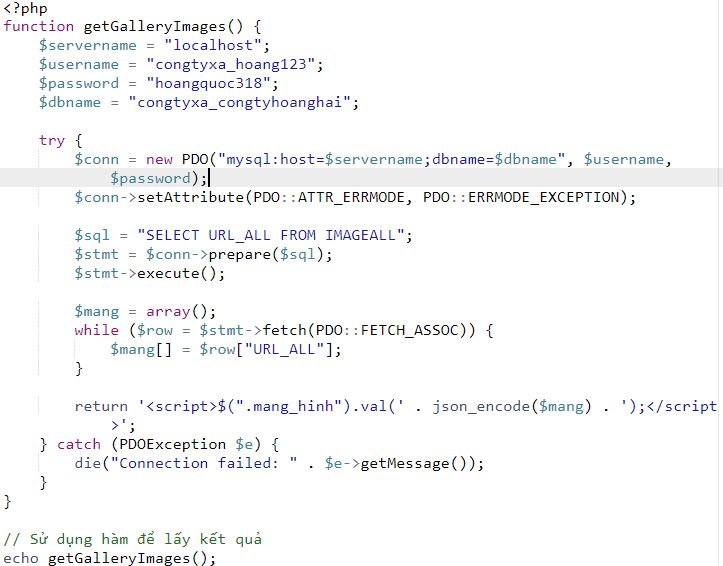 <?php
function getGalleryImages() {
    $servername = "localhost";
    $username = "congtyxa_hoang123";
    $password = "hoangquoc318";
    $dbname = "congtyxa_congtyhoanghai";

    try {
        $conn = new PDO("mysql:host=$servername;dbname=$dbname", $username,
            $password);
        $conn->setAttribute(PDO::ATTR_ERRMODE, PDO::ERRMODE_EXCEPTION);

        $sql = "SELECT URL_ALL FROM IMAGEALL";
        $stmt = $conn->prepare($sql);
        $stmt->execute();

        $mang = array();
        while ($row = $stmt->fetch(PDO::FETCH_ASSOC)) {
            $mang[] = $row["URL_ALL"];
        }

        return '<script>$(".mang_hinh").val(' . json_encode($mang) . ');</script
            >';
    } catch (PDOException $e) {
        die("Connection failed: " . $e->getMessage());
    }
}

// Sử dụng hàm để lấy kết quả
echo getGalleryImages();